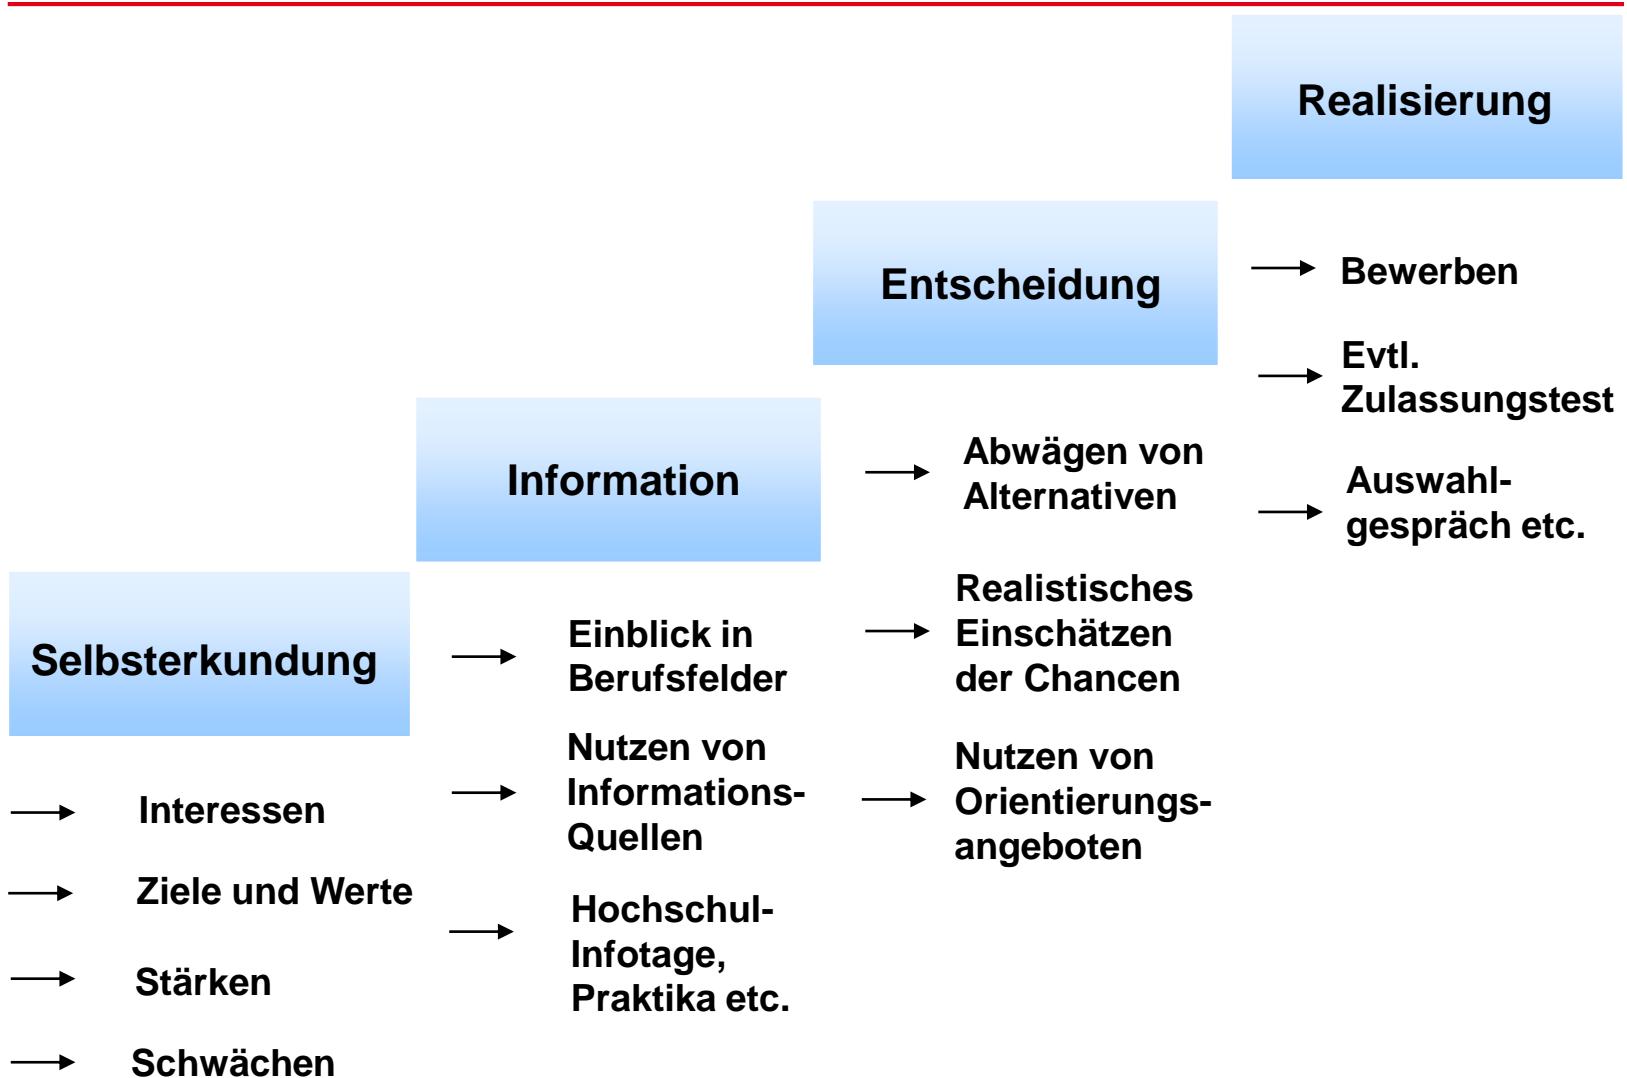 Selbsterkundung
Interessen
Ziele und Werte
Stärken
Schwächen
Information
Einblick in
Berufsfelder
Nutzen von
Informations-
Quellen
Hochschul-
Infotage,
Praktika etc.
Entscheidung
Abwägen von
Alternativen
Realistisches
Einschätzen
der Chancen
Nutzen von
Orientierungs-
angeboten
Realisierung
Bewerben
Evtl.
Zulassungstest
Auswahl-
gespräch etc.